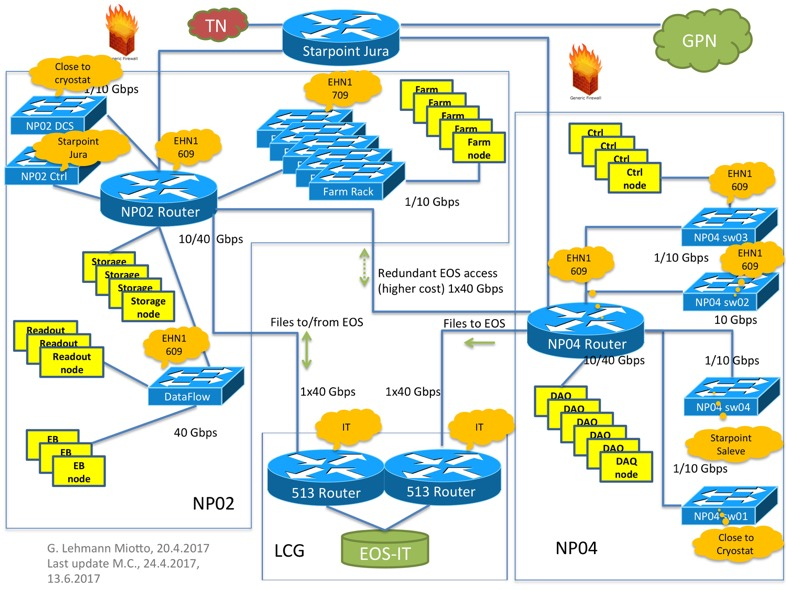 TN
Starpoint Jura
GPN
Generic Firewall
Generic Firewall
Close to
cryostat
1/10 Gbps
NP02 DCS
Starpoint
Jura
NP02 Ctrl
EHN1
609
NP02 Router
EHN1
709
Farm Rack
Farm
Farm
Farm
Farm
node
1/10 Gbps
10/40 Gbps
Storage
Storage
Storage
Storage
node
Readout
Readout
Readout
node
EHN1
609
DataFlow
40 Gbps
EB
EB
EB
node
NP02
Redundant EOS access
(higher cost) 1x40 Gbps
Files to/from EOS
Files to EOS
1x40 Gbps
1x40 Gbps
IT
IT
513 Router
513 Router
LCG
EOS-IT
Ctrl
Ctrl
Ctrl
Ctrl
node
EHN1
609
NP04 sw03
1/10 Gbps
EHN1
609
EHN1
609
NP04 sw02
10 Gbps
NP04 Router
10/40 Gbps
1/10 Gbps
NP04 sw04
DAQ
DAQ
DAQ
DAQ
DAQ
DAQ
node
Starpoint
Saleve
1/10 Gbps
NP04 sw01
Close to
Cryostat
NP04
G. Lehmann Miotto, 20.4.2017
Last update M.C., 24.4.2017,
13.6.2017